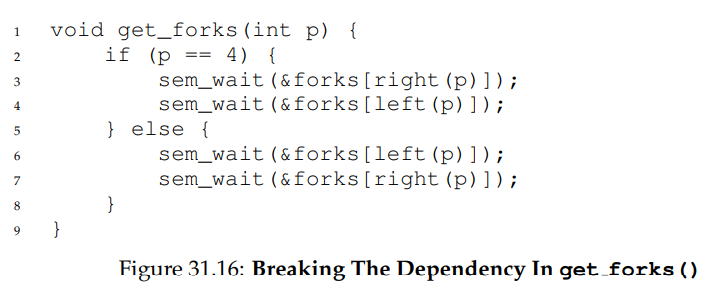 1 void get_forks(int p) {
2 if (p == 4) {
3 sem_wait(&forks[right(p)]);
4 sem_wait(&forks[left(p)]);
5 } else {
6 sem_wait(&forks[left(p)]);
7 sem_wait(&forks[right(p)]);
8 }
9 }
Figure 31.16: Breaking The Dependency In get_forks()